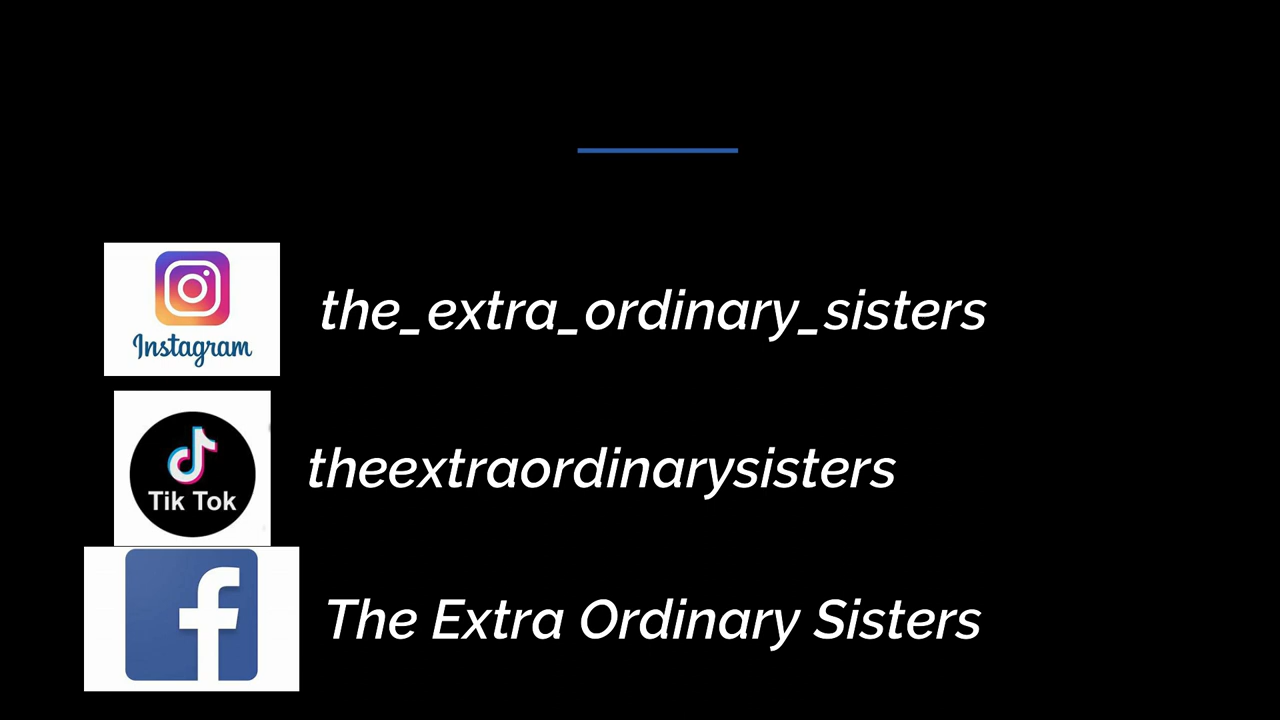 Instagram
the_extra_ordinary_sisters
Tik Tok
theextraordinarysisters
f
The Extra Ordinary Sisters